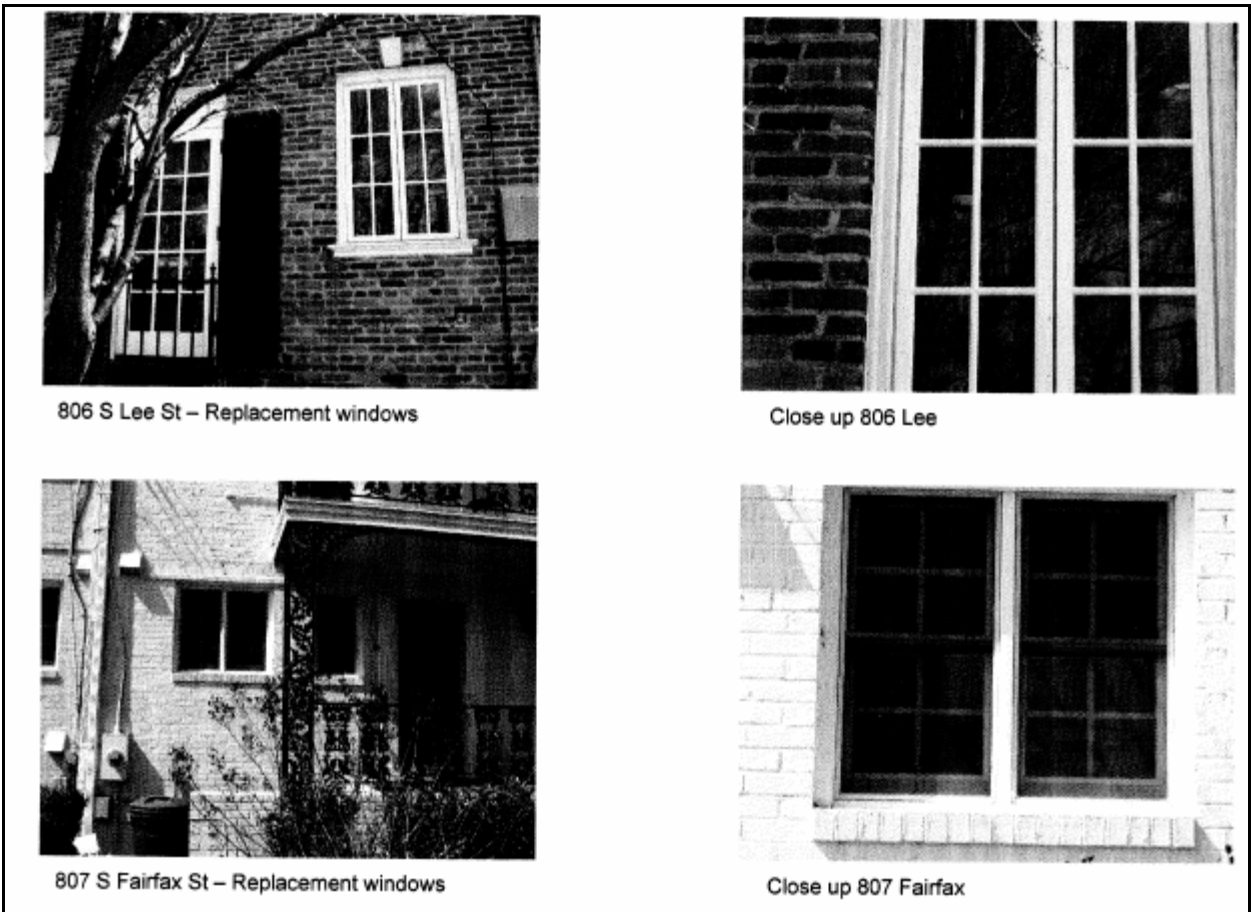 806 S Lee St – Replacement windows
Close up 806 Lee
807 S Fairfax St – Replacement windows
Close up 807 Fairfax